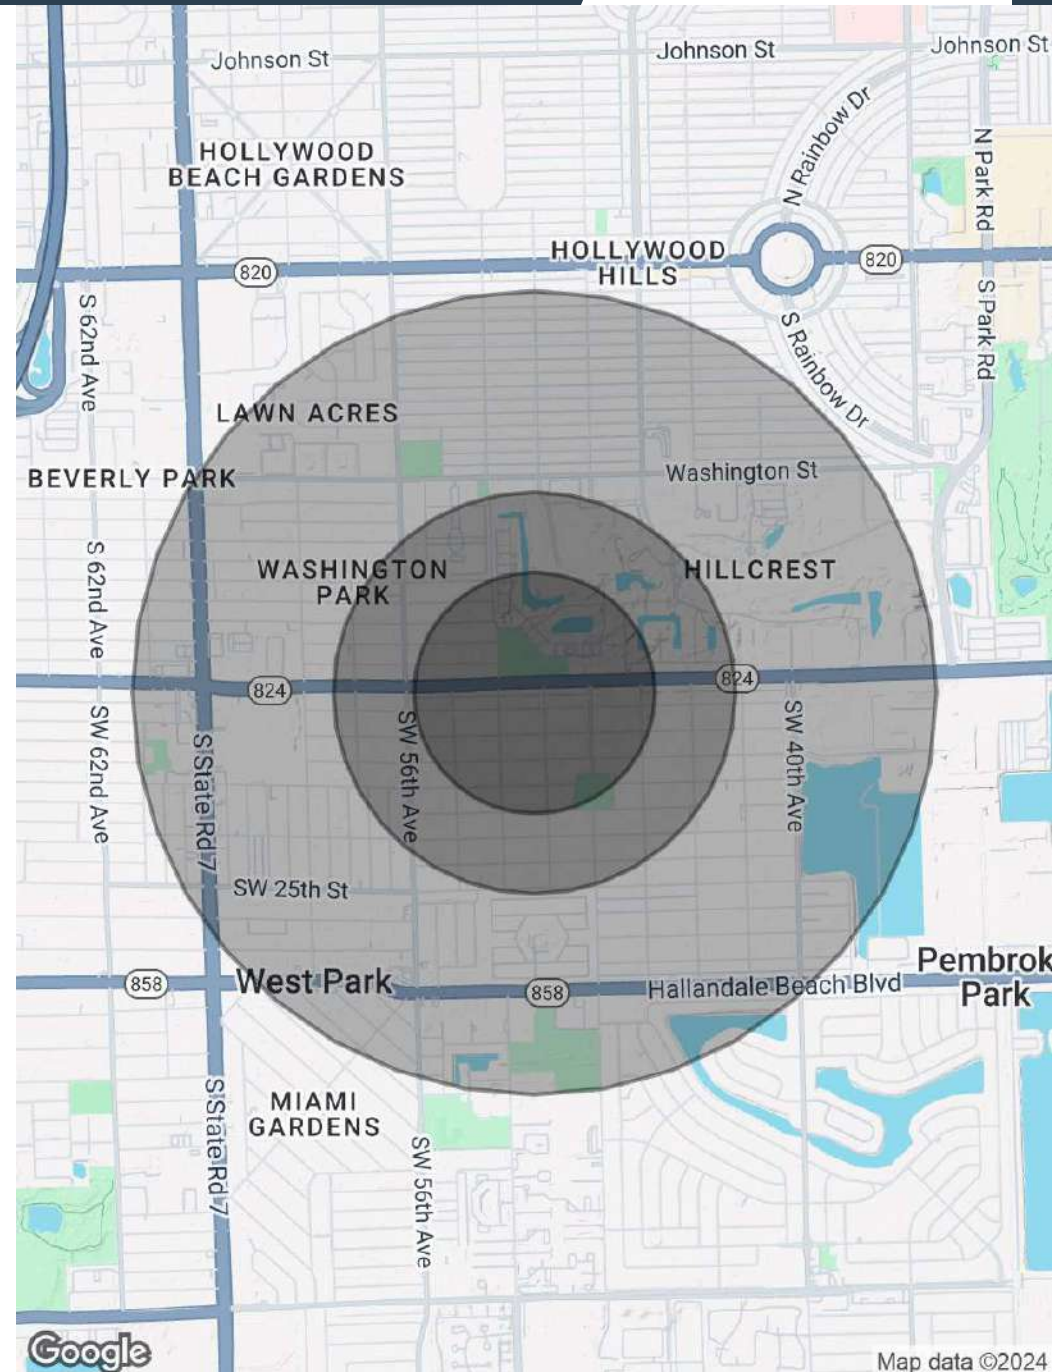 Johnson St
Johnson St
Johnson St
N Rainbow Dr
N Park Rd
HOLLYWOOD
BEACH GARDENS
HOLLYWOOD
HILLS
820
820
S 62nd Ave
S Park Rd
S Rainbow Dr
LAWN ACRES
BEVERLY PARK
Washington St
S 62nd Ave
WASHINGTON
PARK
HILLCREST
824
824
SW 62nd Ave
S State Rd 7
SW 56th Ave
SW 40th Ave
SW 25th St
858
West Park
858
Hallandale Beach Blvd
Pembrok
Park
S State Rd 7
MIAMI
GARDENS
SW 56th Ave
Google
Map data ©2024